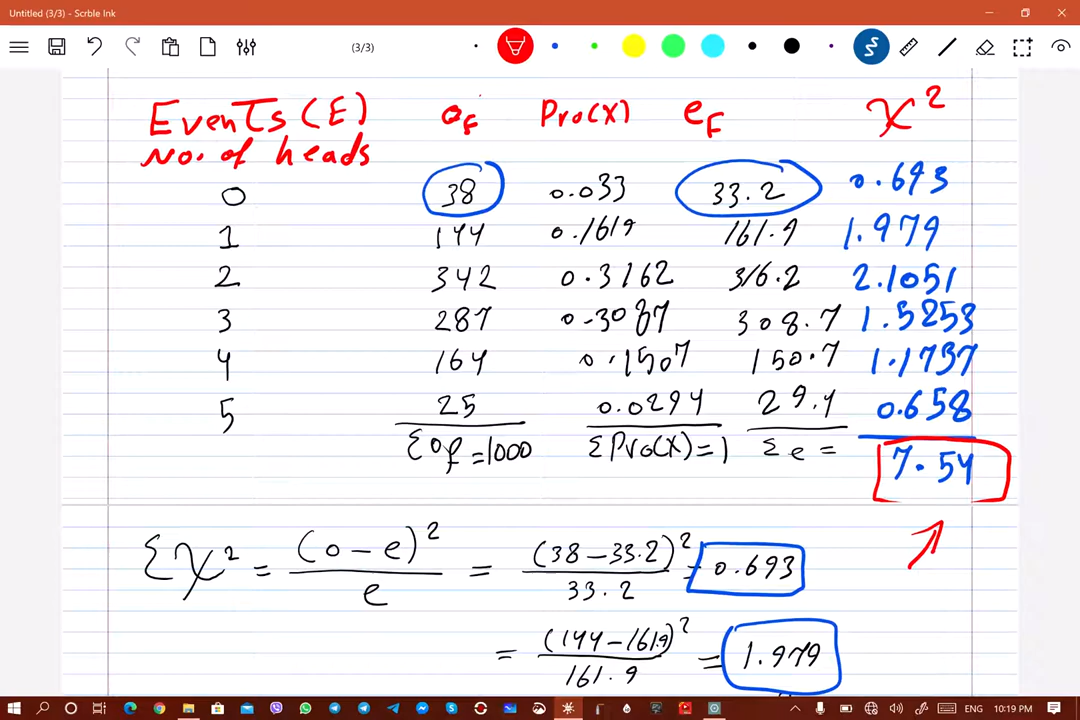 Untitled (3/3) - Scrble Ink
(3/3)
Events (E) oF Pro(X) eF χ²
No. of heads
0 38 0.033 33.2 0.693
1 144 0.1619 161.9 1.979
2 342 0.3162 316.2 2.1051
3 287 0.3087 308.7 1.5253
4 164 0.1507 150.7 1.1737
5 25 0.0294 29.4 0.658
Σof=1000 ΣPro(X)=1 Σe= 7.54
Σχ² = (o-e)²/e = (38-33.2)²/33.2 = 0.693
= (144-161.9)²/161.9 = 1.979
ENG 10:19 PM